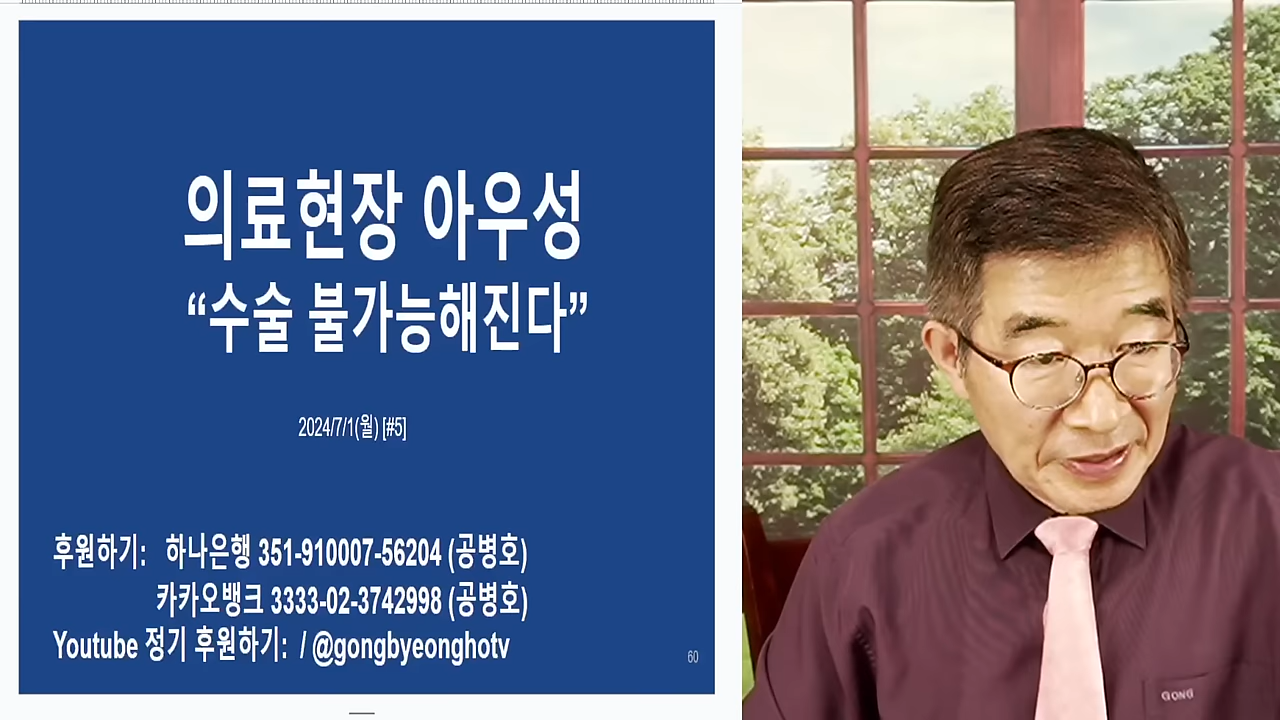 의료현장 아우성
“수술 불가능해진다”
2024/7/1(월) [#5]
후원하기: 하나은행 351-910007-56204 (공병호)
카카오뱅크 3333-02-3742998 (공병호)
Youtube 정기 후원하기: / @gongbyeonghotv
60
GONG